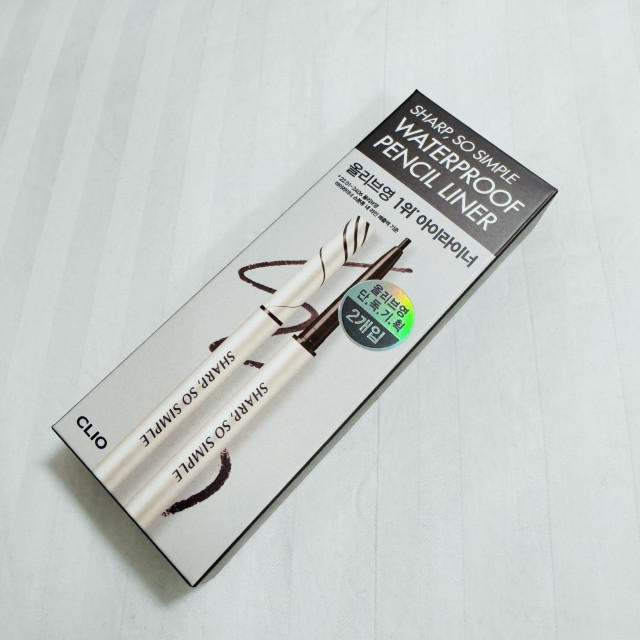 SHARP, SO SIMPLE
WATERPROOF
PENCIL LINER
올리브영 1위* 아이라이너
올리브영
단.독.기.획
2개입
SHARP, SO SIMPLE
SHARP, SO SIMPLE
CLIO